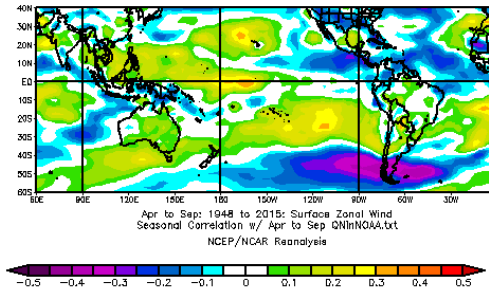 40N
30N
20N
10N
EQ
10S
20S
30S
40S
50S
60S
60E 90E 120E 150E 180 150W 120W 90W 60W 30W
Apr to Sep: 1948 to 2015: Surface Zonal Wind
Seasonal Correlation w/ Apr to Sep QNInNOAA.txt
NCEP/NCAR Reanalysis
-0.5 -0.4 -0.3 -0.2 -0.1 0 0.1 0.2 0.3 0.4 0.5